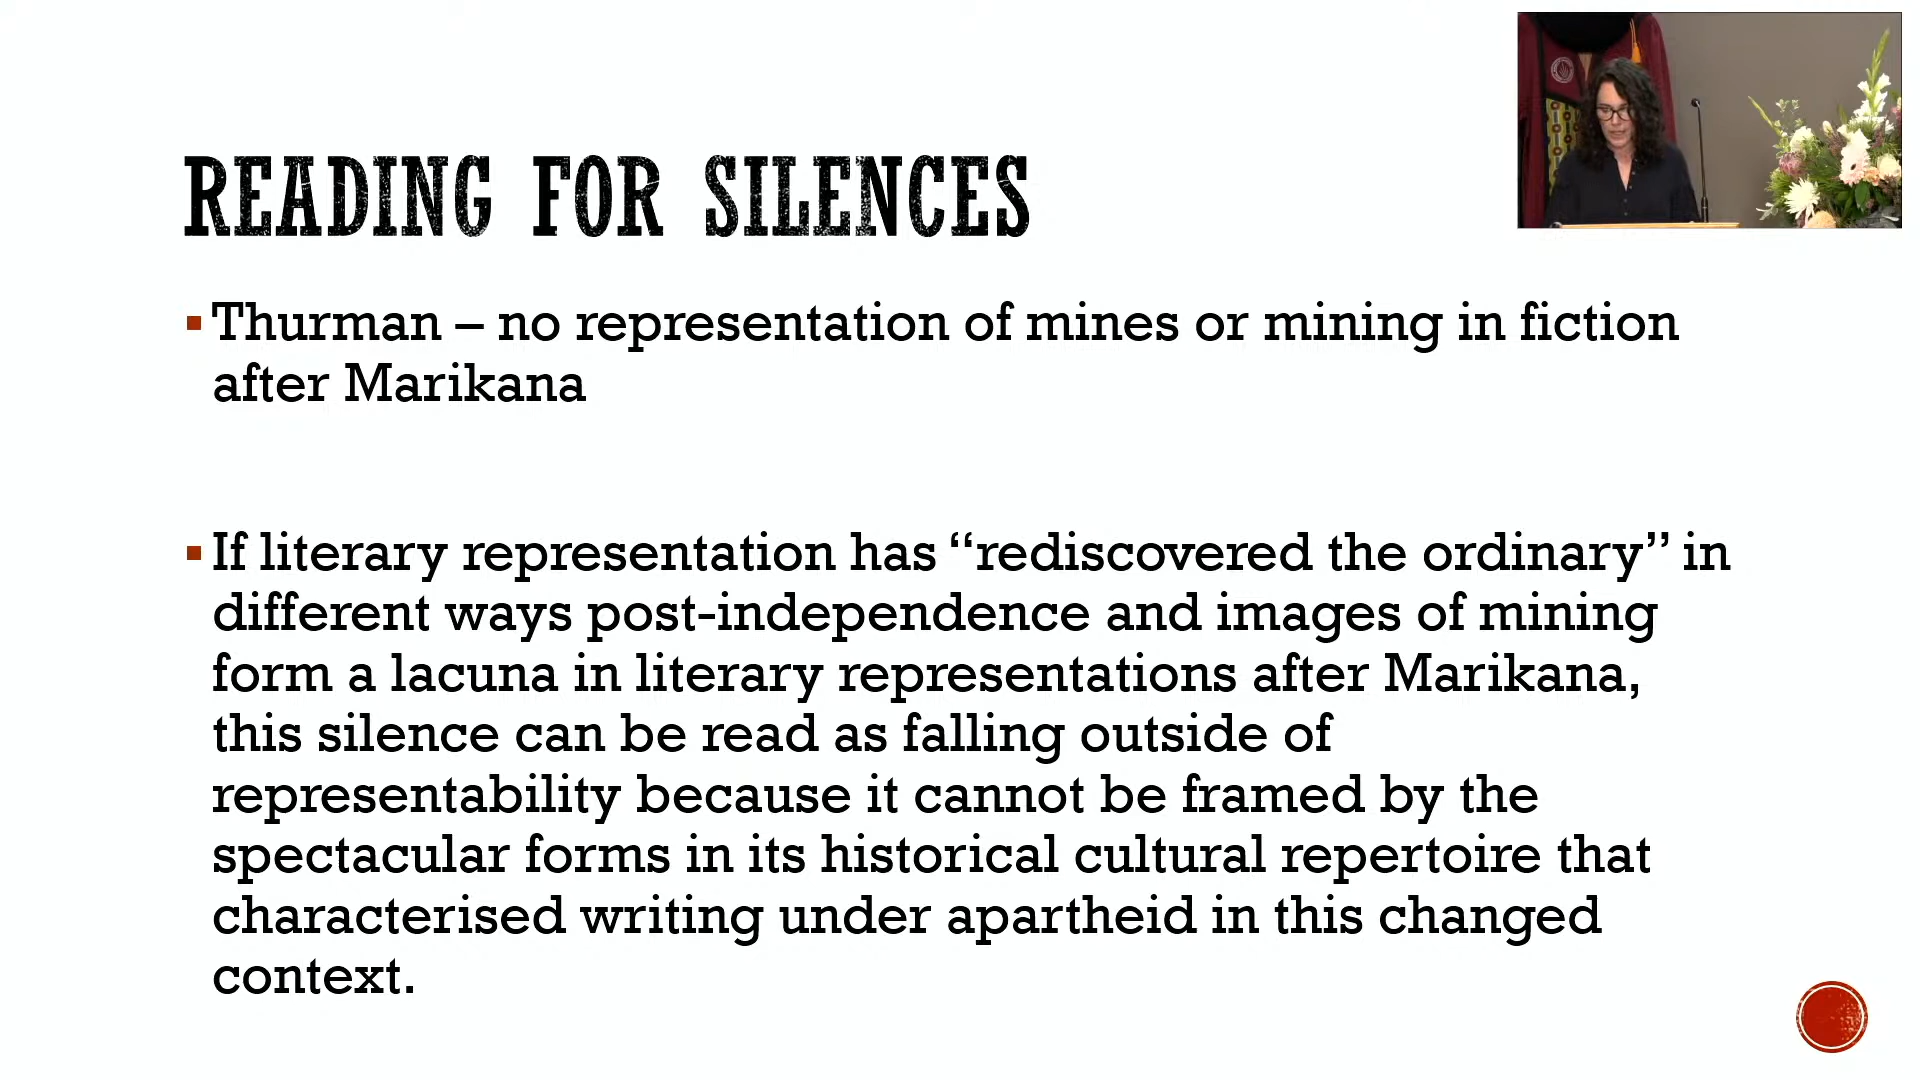 READING FOR SILENCES
▪ Thurman – no representation of mines or mining in fiction
after Marikana
▪ If literary representation has “rediscovered the ordinary” in
different ways post-independence and images of mining
form a lacuna in literary representations after Marikana,
this silence can be read as falling outside of
representability because it cannot be framed by the
spectacular forms in its historical cultural repertoire that
characterised writing under apartheid in this changed
context.